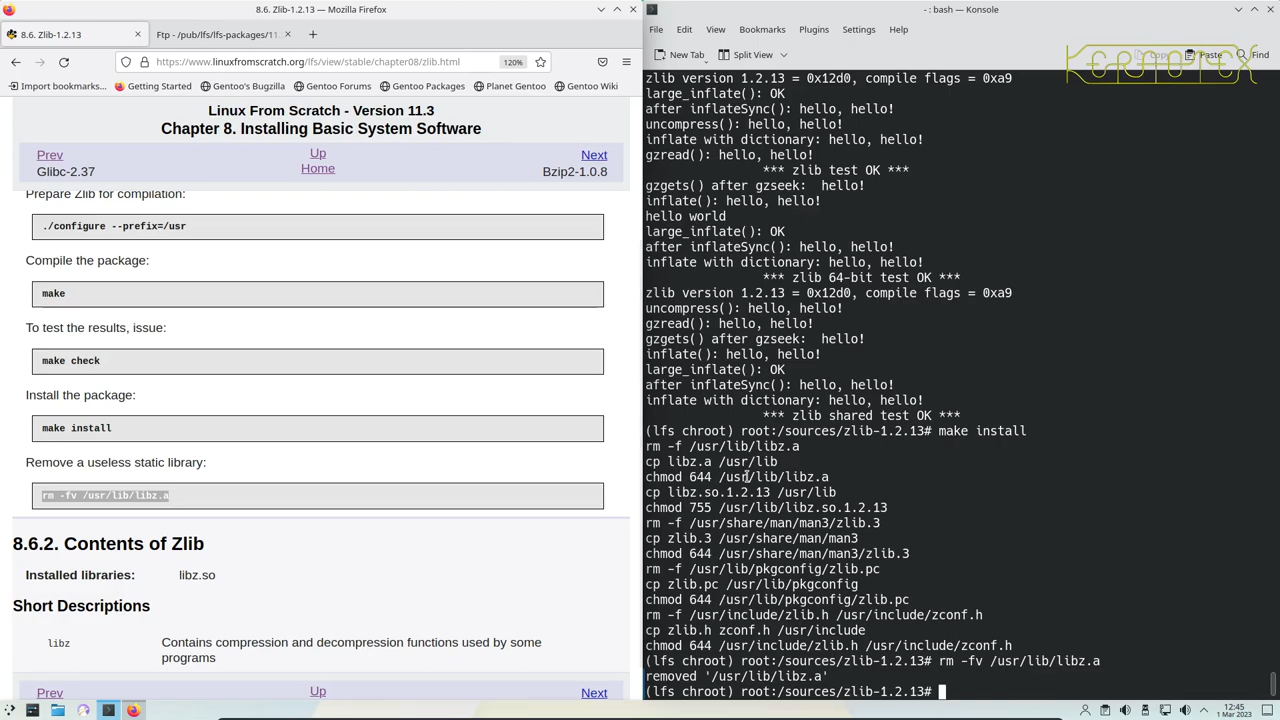 8.6. Zlib-1.2.13 — Mozilla Firefox
8.6. Zlib-1.2.13
Ftp - /pub/lfs/lfs-packages/11.
https://www.linuxfromscratch.org/lfs/view/stable/chapter08/zlib.html
120%
Import bookmarks...
Getting Started
Gentoo's Bugzilla
Gentoo Forums
Gentoo Packages
Planet Gentoo
Gentoo Wiki
Linux From Scratch - Version 11.3
Chapter 8. Installing Basic System Software
Prev
Up
Next
Glibc-2.37
Home
Bzip2-1.0.8
Prepare Zlib for compilation:
./configure --prefix=/usr
Compile the package:
make
To test the results, issue:
make check
Install the package:
make install
Remove a useless static library:
rm -fv /usr/lib/libz.a
8.6.2. Contents of Zlib
Installed libraries: libz.so
Short Descriptions
libz Contains compression and decompression functions used by some
programs
Prev
Up
Next
- : bash — Konsole
File Edit View Bookmarks Plugins Settings Help
New Tab
Split View
Copy
Paste
Find
KERNOTEX
zlib version 1.2.13 = 0x12d0, compile flags = 0xa9
large_inflate(): OK
after inflateSync(): hello, hello!
uncompress(): hello, hello!
inflate with dictionary: hello, hello!
gzread(): hello, hello!
*** zlib test OK ***
gzgets() after gzseek:  hello!
inflate(): hello, hello!
hello world
large_inflate(): OK
after inflateSync(): hello, hello!
inflate with dictionary: hello, hello!
*** zlib 64-bit test OK ***
zlib version 1.2.13 = 0x12d0, compile flags = 0xa9
uncompress(): hello, hello!
gzread(): hello, hello!
gzgets() after gzseek:  hello!
inflate(): hello, hello!
large_inflate(): OK
after inflateSync(): hello, hello!
inflate with dictionary: hello, hello!
*** zlib shared test OK ***
(lfs chroot) root:/sources/zlib-1.2.13# make install
rm -f /usr/lib/libz.a
cp libz.a /usr/lib
chmod 644 /usr/lib/libz.a
cp libz.so.1.2.13 /usr/lib
chmod 755 /usr/lib/libz.so.1.2.13
rm -f /usr/share/man/man3/zlib.3
cp zlib.3 /usr/share/man/man3
chmod 644 /usr/share/man/man3/zlib.3
rm -f /usr/lib/pkgconfig/zlib.pc
cp zlib.pc /usr/lib/pkgconfig
chmod 644 /usr/lib/pkgconfig/zlib.pc
rm -f /usr/include/zlib.h /usr/include/zconf.h
cp zlib.h zconf.h /usr/include
chmod 644 /usr/include/zlib.h /usr/include/zconf.h
(lfs chroot) root:/sources/zlib-1.2.13# rm -fv /usr/lib/libz.a
removed '/usr/lib/libz.a'
(lfs chroot) root:/sources/zlib-1.2.13#
12:45
1 Mar 2023